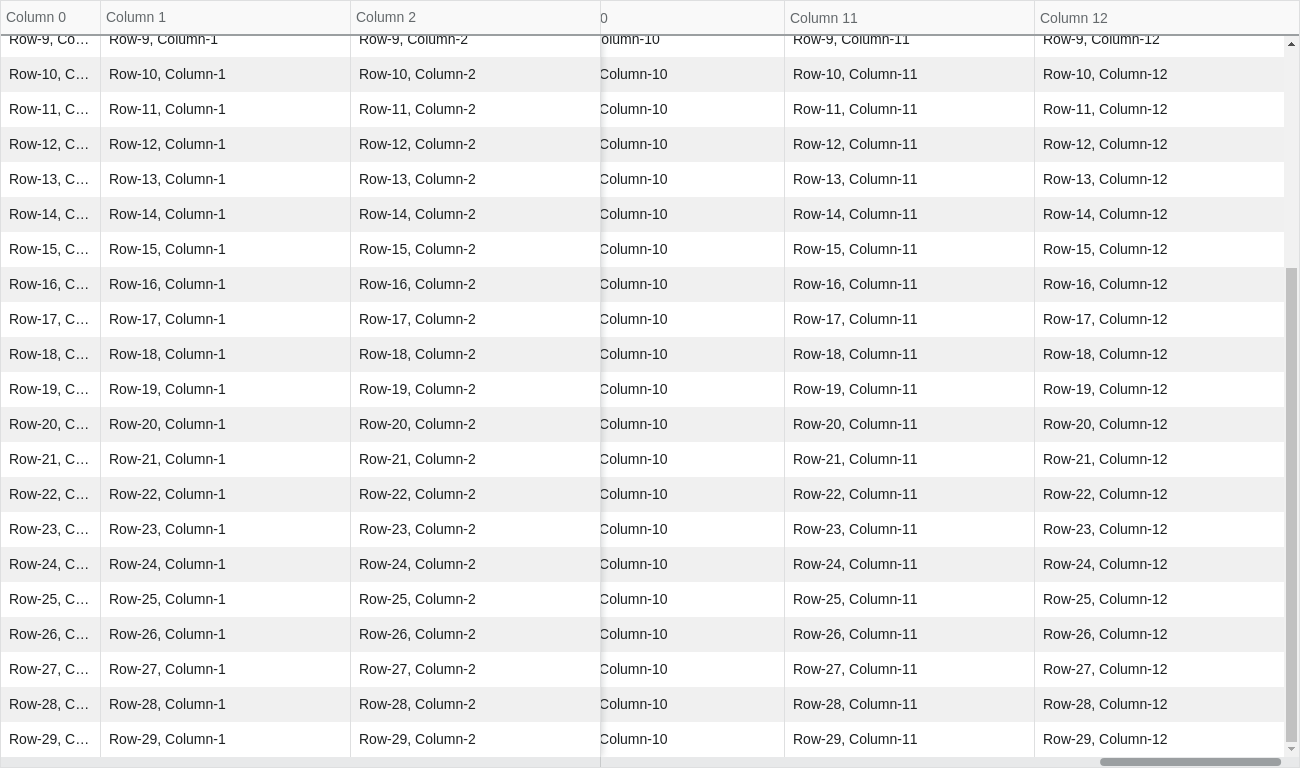 Column 0 Column 1 Column 2 0 Column 11 Column 12
Row-9, Co… Row-9, Column-1 Row-9, Column-2 olumn-10 Row-9, Column-11 Row-9, Column-12
Row-10, C… Row-10, Column-1 Row-10, Column-2 Column-10 Row-10, Column-11 Row-10, Column-12
Row-11, C… Row-11, Column-1 Row-11, Column-2 Column-10 Row-11, Column-11 Row-11, Column-12
Row-12, C… Row-12, Column-1 Row-12, Column-2 Column-10 Row-12, Column-11 Row-12, Column-12
Row-13, C… Row-13, Column-1 Row-13, Column-2 Column-10 Row-13, Column-11 Row-13, Column-12
Row-14, C… Row-14, Column-1 Row-14, Column-2 Column-10 Row-14, Column-11 Row-14, Column-12
Row-15, C… Row-15, Column-1 Row-15, Column-2 Column-10 Row-15, Column-11 Row-15, Column-12
Row-16, C… Row-16, Column-1 Row-16, Column-2 Column-10 Row-16, Column-11 Row-16, Column-12
Row-17, C… Row-17, Column-1 Row-17, Column-2 Column-10 Row-17, Column-11 Row-17, Column-12
Row-18, C… Row-18, Column-1 Row-18, Column-2 Column-10 Row-18, Column-11 Row-18, Column-12
Row-19, C… Row-19, Column-1 Row-19, Column-2 Column-10 Row-19, Column-11 Row-19, Column-12
Row-20, C… Row-20, Column-1 Row-20, Column-2 Column-10 Row-20, Column-11 Row-20, Column-12
Row-21, C… Row-21, Column-1 Row-21, Column-2 Column-10 Row-21, Column-11 Row-21, Column-12
Row-22, C… Row-22, Column-1 Row-22, Column-2 Column-10 Row-22, Column-11 Row-22, Column-12
Row-23, C… Row-23, Column-1 Row-23, Column-2 Column-10 Row-23, Column-11 Row-23, Column-12
Row-24, C… Row-24, Column-1 Row-24, Column-2 Column-10 Row-24, Column-11 Row-24, Column-12
Row-25, C… Row-25, Column-1 Row-25, Column-2 Column-10 Row-25, Column-11 Row-25, Column-12
Row-26, C… Row-26, Column-1 Row-26, Column-2 Column-10 Row-26, Column-11 Row-26, Column-12
Row-27, C… Row-27, Column-1 Row-27, Column-2 Column-10 Row-27, Column-11 Row-27, Column-12
Row-28, C… Row-28, Column-1 Row-28, Column-2 Column-10 Row-28, Column-11 Row-28, Column-12
Row-29, C… Row-29, Column-1 Row-29, Column-2 Column-10 Row-29, Column-11 Row-29, Column-12